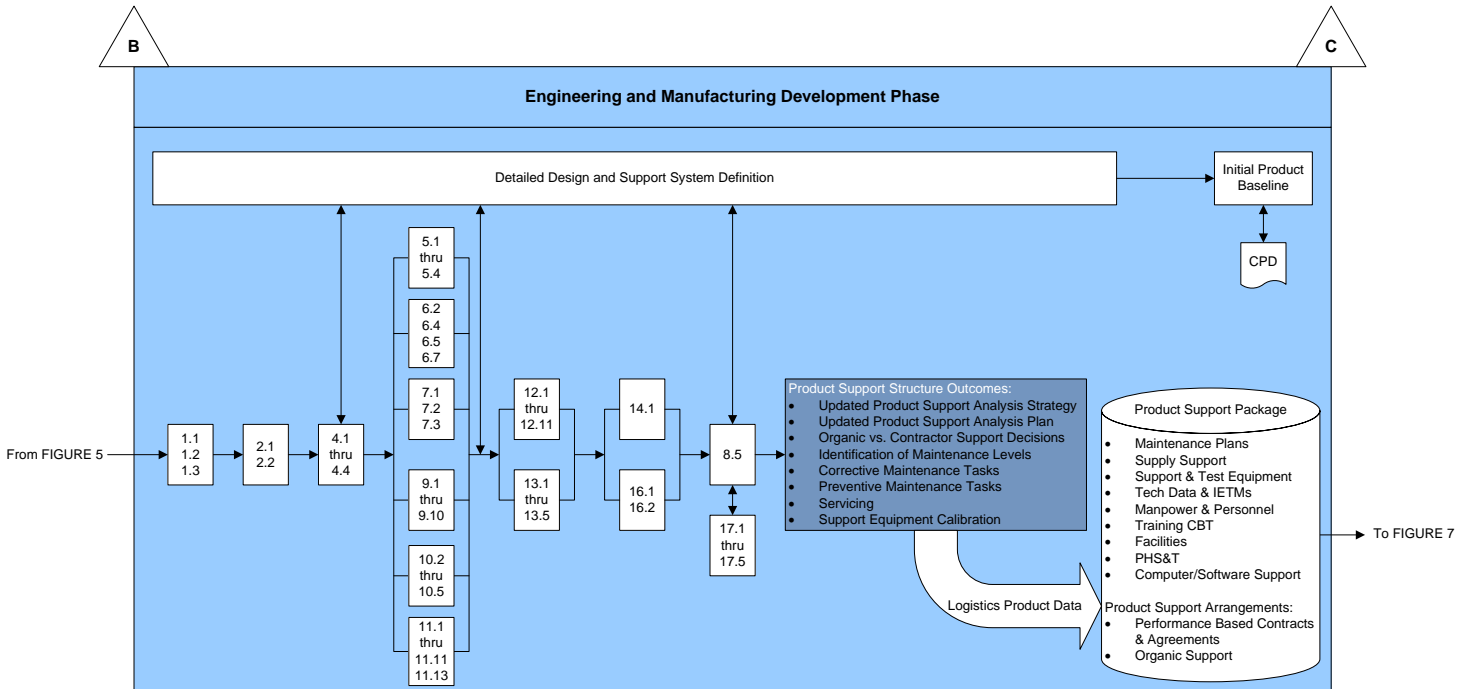 B
C
Engineering and Manufacturing Development Phase
Detailed Design and Support System Definition
Initial Product
Baseline
CPD
From FIGURE 5
1.1
1.2
1.3
2.1
2.2
4.1
thru
4.4
5.1
thru
5.4
6.2
6.4
6.5
6.7
7.1
7.2
7.3
9.1
thru
9.10
10.2
thru
10.5
11.1
thru
11.11
11.13
12.1
thru
12.11
13.1
thru
13.5
14.1
16.1
16.2
8.5
17.1
thru
17.5
Product Support Structure Outcomes:
• Updated Product Support Analysis Strategy
• Updated Product Support Analysis Plan
• Organic vs. Contractor Support Decisions
• Identification of Maintenance Levels
• Corrective Maintenance Tasks
• Preventive Maintenance Tasks
• Servicing
• Support Equipment Calibration
Logistics Product Data
Product Support Package
• Maintenance Plans
• Supply Support
• Support & Test Equipment
• Tech Data & IETMs
• Manpower & Personnel
• Training CBT
• Facilities
• PHS&T
• Computer/Software Support
Product Support Arrangements:
• Performance Based Contracts
& Agreements
• Organic Support
To FIGURE 7